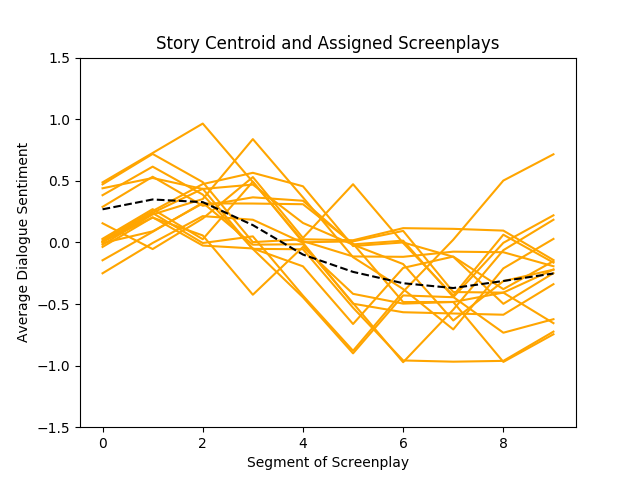 Story Centroid and Assigned Screenplays
1.5
1.0
0.5
0.0
−0.5
−1.0
−1.5
Average Dialogue Sentiment
0 2 4 6 8
Segment of Screenplay